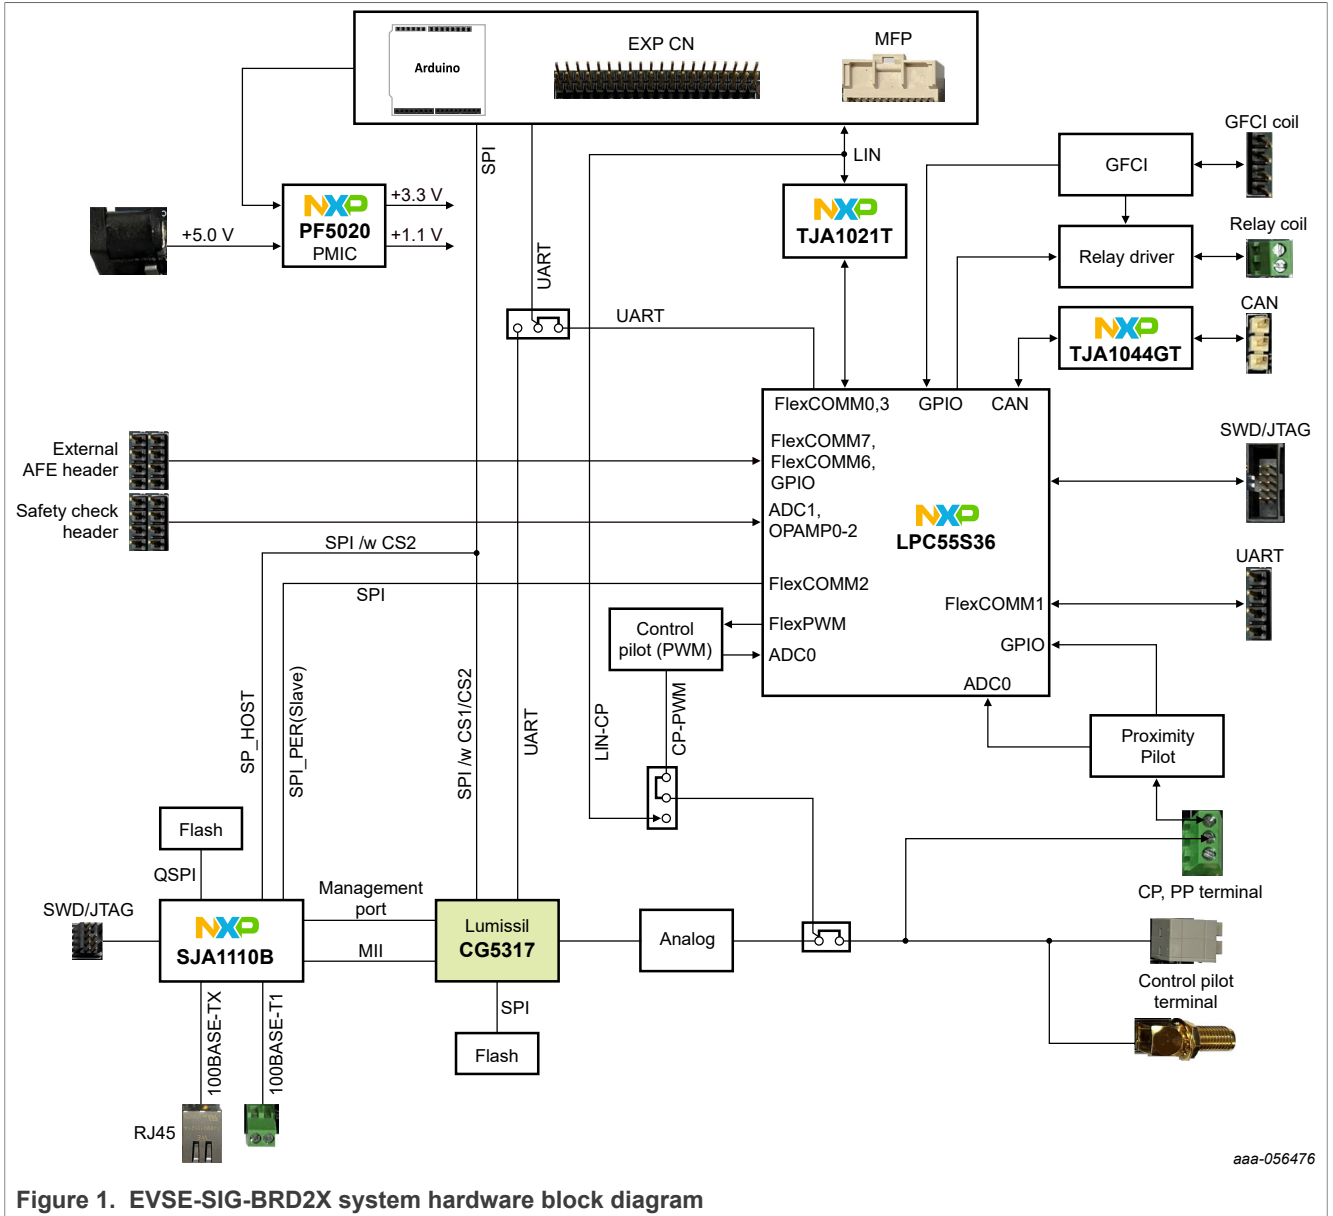 Arduino
EXP CN
MFP
SPI
LIN
GFCI coil
GFCI
NXP
PF5020
PMIC
+3.3 V
+1.1 V
+5.0 V
NXP
TJA1021T
UART
Relay coil
Relay driver
UART
CAN
NXP
TJA1044GT
FlexCOMM0,3
GPIO
CAN
External
AFE header
FlexCOMM7,
FlexCOMM6,
GPIO
SWD/JTAG
Safety check
header
ADC1,
OPAMP0-2
NXP
LPC55S36
SPI /w CS2
UART
SPI
FlexCOMM2
FlexCOMM1
Control
pilot (PWM)
FlexPWM
ADC0
GPIO
ADC0
SP_HOST
SPI_PER(Slave)
SPI /w CS1/CS2
UART
LIN-CP
CP-PWM
Proximity
Pilot
Flash
QSPI
CP, PP terminal
SWD/JTAG
NXP
SJA1110B
Management
port
MII
Lumissil
CG5317
Analog
Control pilot
terminal
100BASE-TX
100BASE-T1
SPI
Flash
RJ45
aaa-056476
Figure 1. EVSE-SIG-BRD2X system hardware block diagram